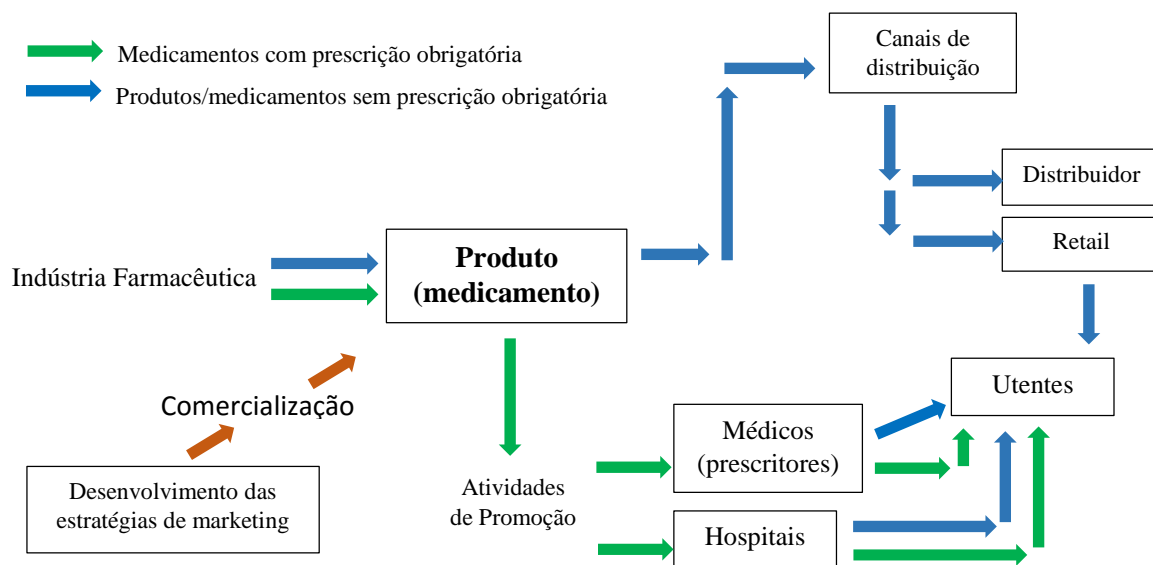 Medicamentos com prescrição obrigatória
Produtos/medicamentos sem prescrição obrigatória
Canais de
distribuição
Distribuidor
Retail
Indústria Farmacêutica
Produto
(medicamento)
Utentes
Comercialização
Médicos
(prescritores)
Desenvolvimento das
estratégias de marketing
Atividades
de Promoção
Hospitais